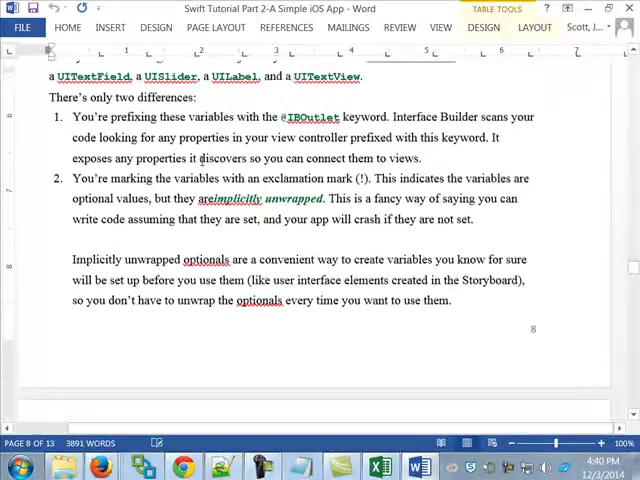 Swift Tutorial Part 2-A Simple iOS App - Word
TABLE TOOLS
FILE HOME INSERT DESIGN PAGE LAYOUT REFERENCES MAILINGS REVIEW VIEW DESIGN LAYOUT Scott, J...
a UITextField, a UISlider, a UILabel, and a UITextView.
There's only two differences:
1. You're prefixing these variables with the @IBOutlet keyword. Interface Builder scans your
code looking for any properties in your view controller prefixed with this keyword. It
exposes any properties it discovers so you can connect them to views.
2. You're marking the variables with an exclamation mark (!). This indicates the variables are
optional values, but they areimplicitly unwrapped. This is a fancy way of saying you can
write code assuming that they are set, and your app will crash if they are not set.
Implicitly unwrapped optionals are a convenient way to create variables you know for sure
will be set up before you use them (like user interface elements created in the Storyboard),
so you don't have to unwrap the optionals every time you want to use them.
8
PAGE 8 OF 13 3891 WORDS 100%
4:40 PM
12/3/2014